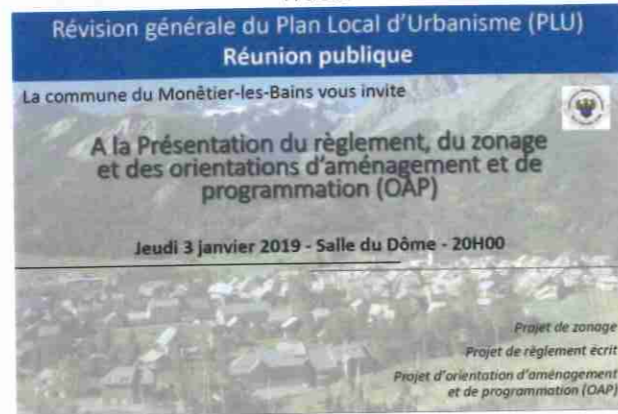 Révision générale du Plan Local d'Urbanisme (PLU)
Réunion publique
La commune du Monêtier-les-Bains vous invite
A la Présentation du règlement, du zonage
et des orientations d'aménagement et de
programmation (OAP)
Jeudi 3 janvier 2019 - Salle du Dôme - 20H00
Projet de zonage
Projet de règlement écrit
Projet d'orientation d'aménagement
et de programmation (OAP)